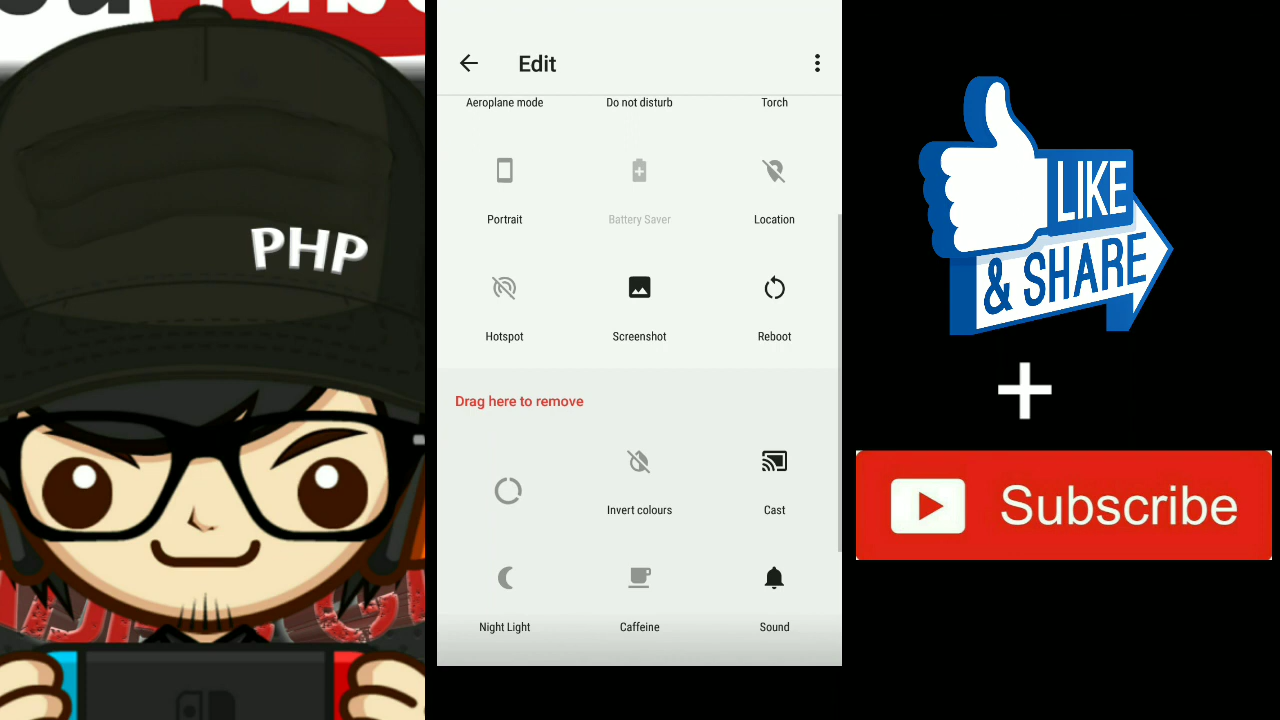 PHP
Edit
Aeroplane mode
Do not disturb
Torch
Portrait
Battery Saver
Location
Hotspot
Screenshot
Reboot
Drag here to remove
Invert colours
Cast
Night Light
Caffeine
Sound
LIKE
& SHARE
+
Subscribe